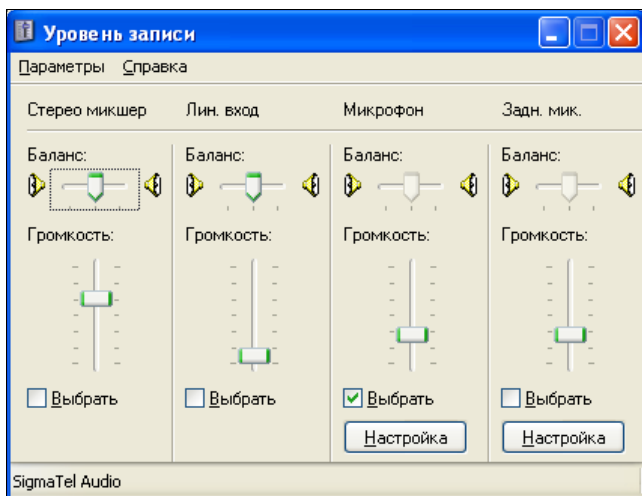 Уровень записи
Параметры Справка
Стерео микшер Лин. вход Микрофон Задн. мик.
Баланс: Баланс: Баланс: Баланс:
Громкость: Громкость: Громкость: Громкость:
Выбрать Выбрать Выбрать Выбрать
Настройка Настройка
SigmaTel Audio